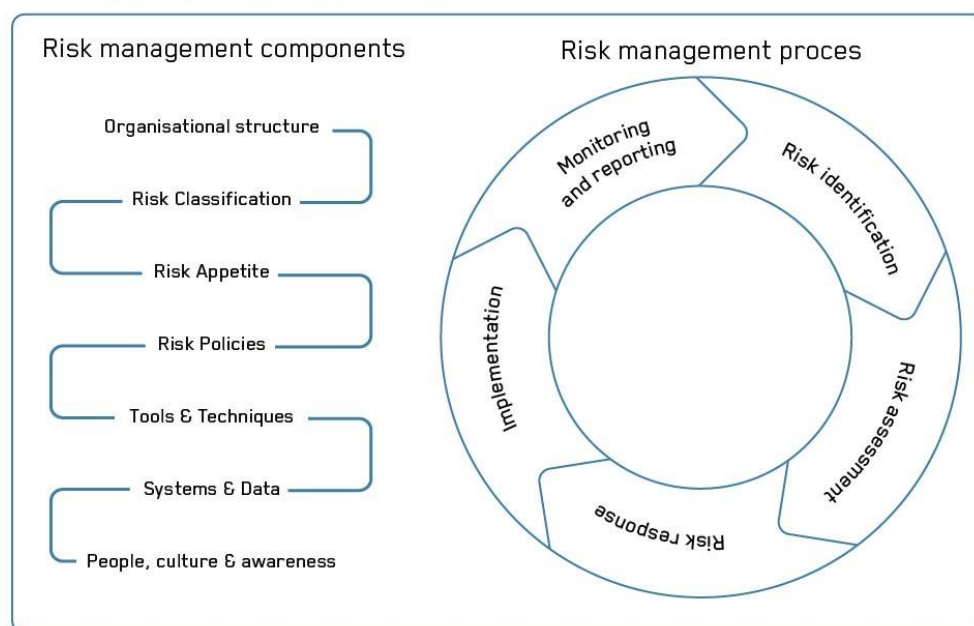 Risk management components
Organisational structure
Risk Classification
Risk Appetite
Risk Policies
Tools & Techniques
Systems & Data
People, culture & awareness
Risk management proces
Monitoring
and reporting
Risk identification
Risk assessment
Risk response
Implementation